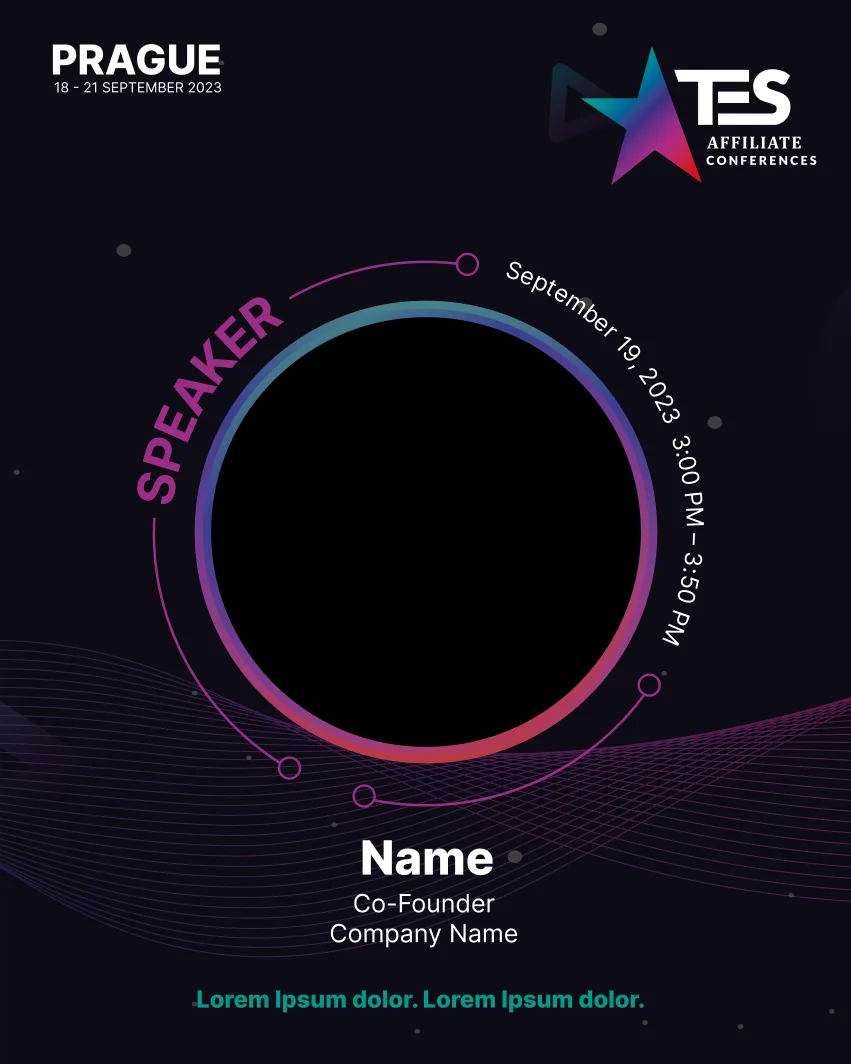 PRAGUE
18 - 21 SEPTEMBER 2023
TES
AFFILIATE
CONFERENCES
SPEAKER
September 19, 2023 3:00 PM – 3:50 PM
Name
Co-Founder
Company Name
Lorem Ipsum dolor. Lorem Ipsum dolor.